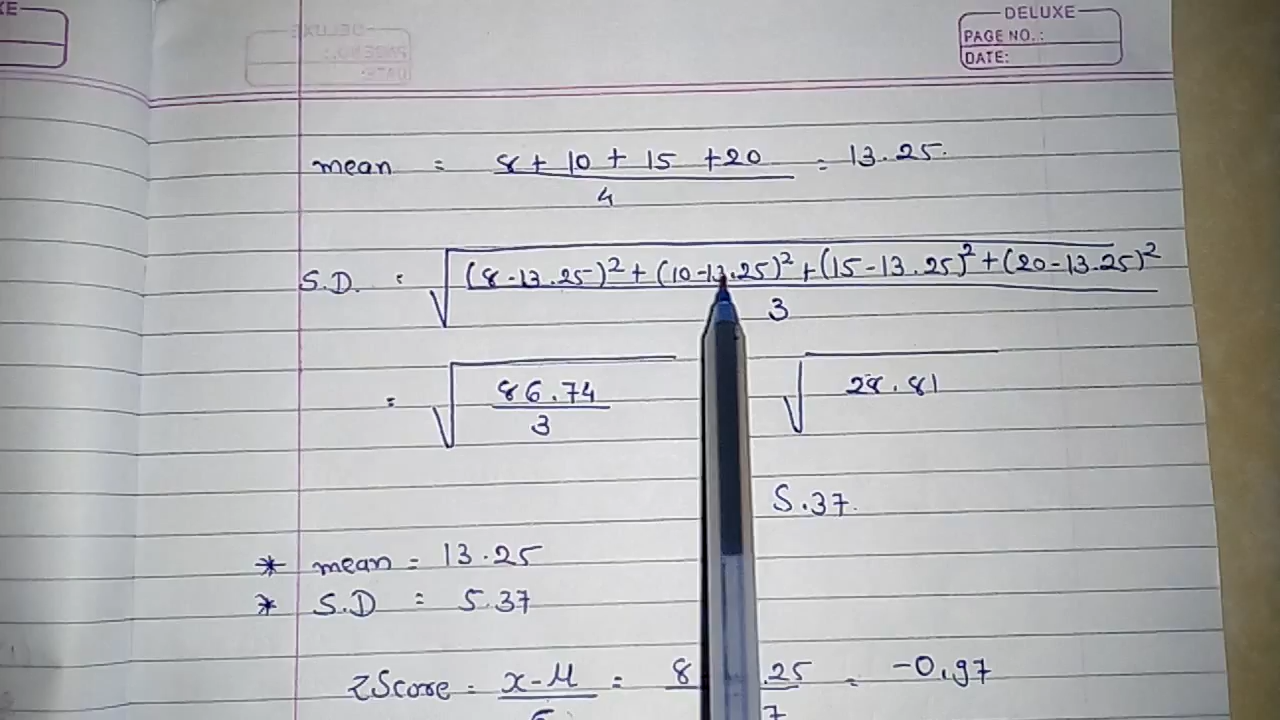 DELUXE
PAGE NO.:
DATE:
mean = 8 + 10 + 15 + 20 / 4 = 13.25.
S.D. = √ (8-13.25)² + (10-13.25)² + (15-13.25)² + (20-13.25)² / 3
= √ 86.74 / 3 √ 28.81
5.37.
* mean = 13.25
* S.D = 5.37
zScore = x-μ = 8 .25 = -0.97
7